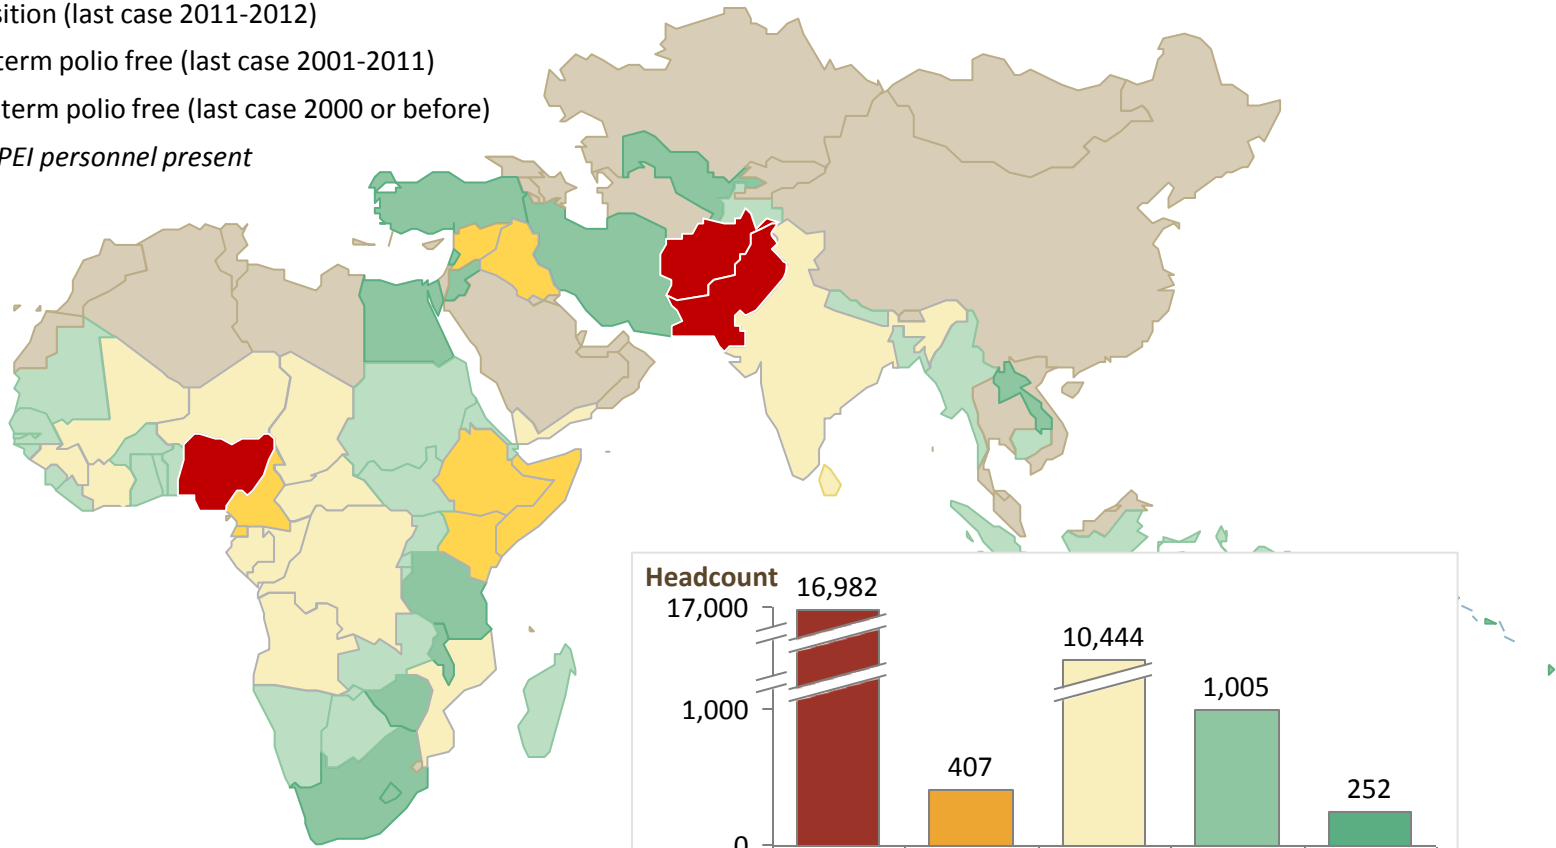 sition (last case 2011-2012)
term polio free (last case 2001-2011)
term polio free (last case 2000 or before)
PEI personnel present
Headcount
16,982
17,000
10,444
1,005
1,000
407
252
0